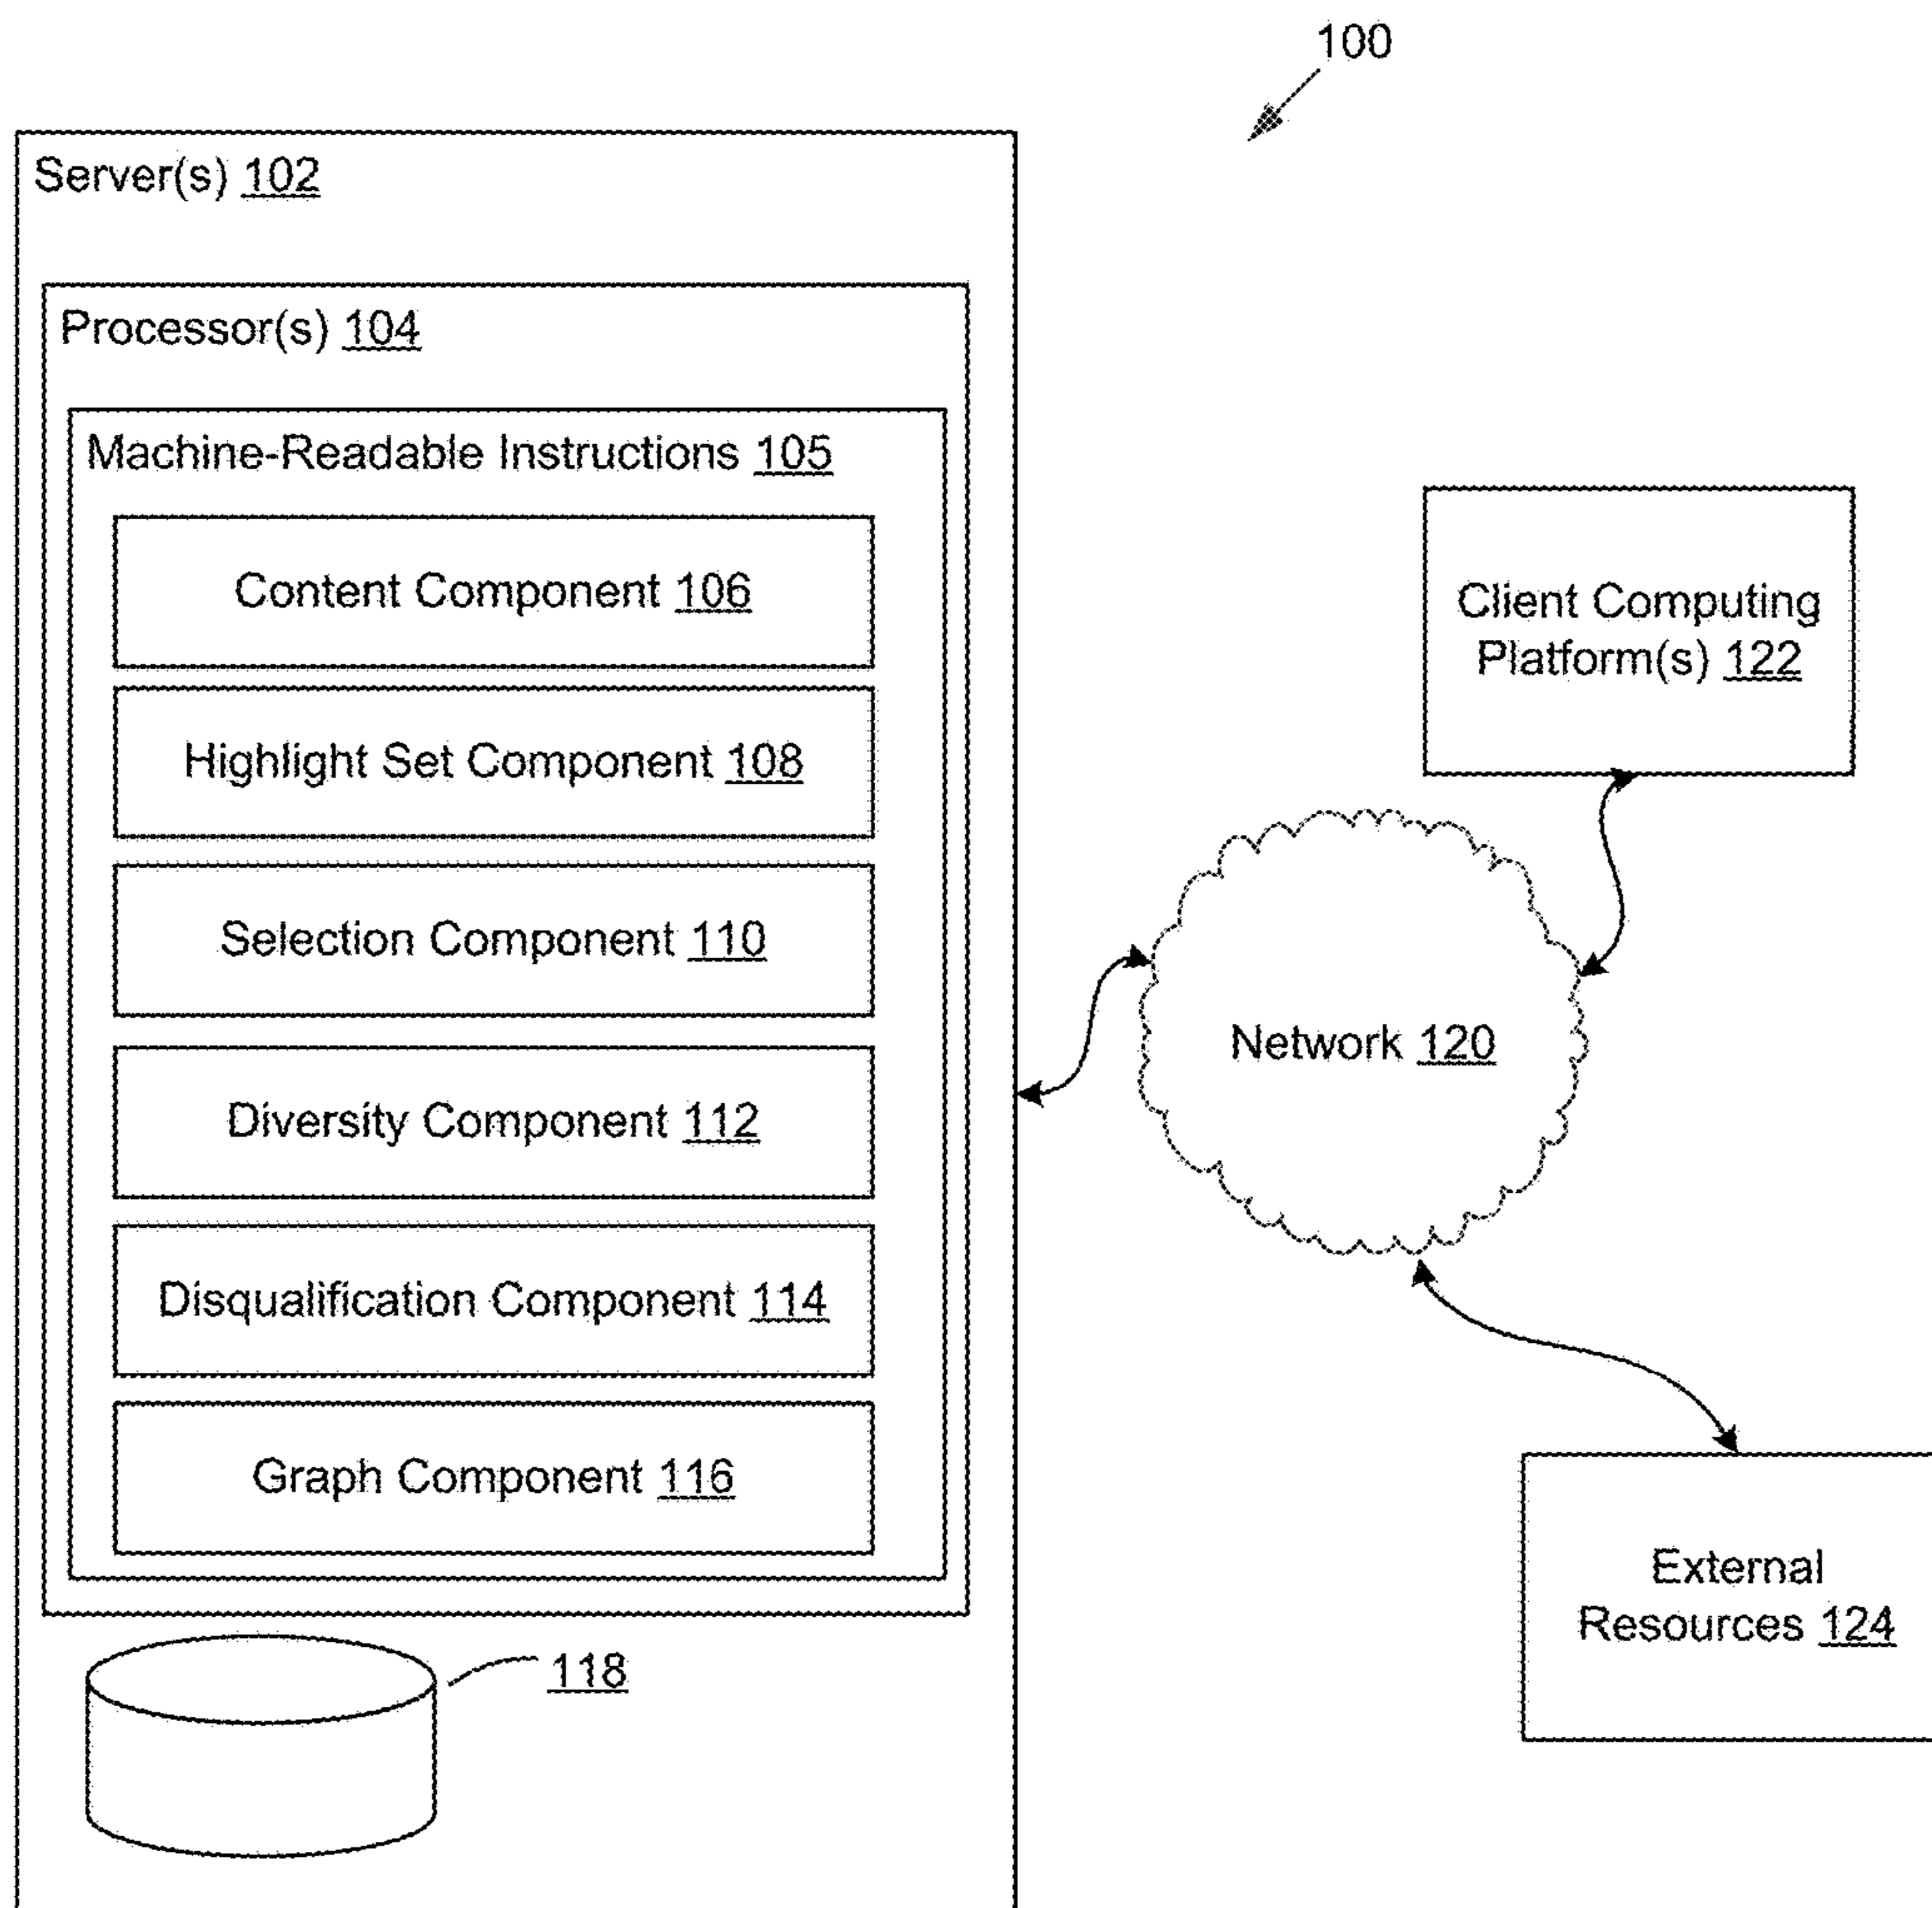 100
Server(s) 102
Processor(s) 104
Machine-Readable Instructions 105
Content Component 106
Highlight Set Component 108
Selection Component 110
Diversity Component 112
Disqualification Component 114
Graph Component 116
118
Client Computing
Platform(s) 122
Network 120
External
Resources 124